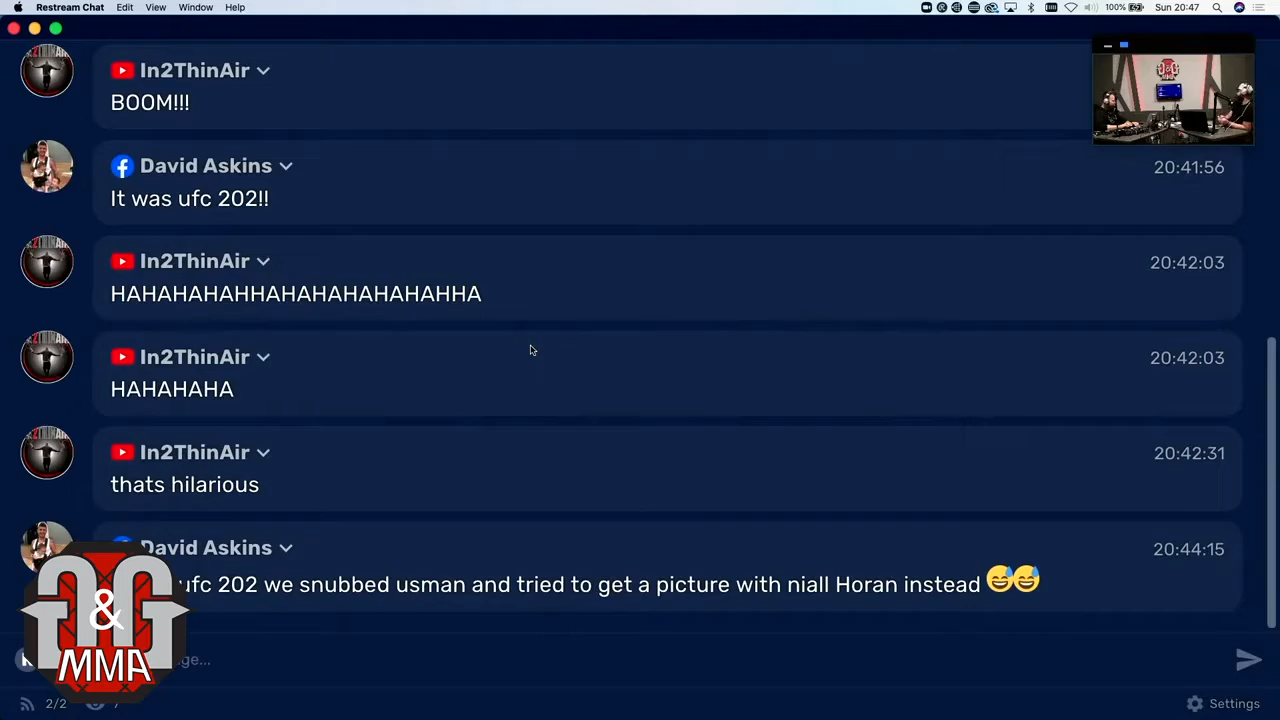 Restream Chat Edit View Window Help 100% Sun 20:47
In2ThinAir
BOOM!!!
David Askins 20:41:56
It was ufc 202!!
In2ThinAir 20:42:03
HAHAHAHAHHAHAHAHAHAHAHHA
In2ThinAir 20:42:03
HAHAHAHA
In2ThinAir 20:42:31
thats hilarious
David Askins 20:44:15
ufc 202 we snubbed usman and tried to get a picture with niall Horan instead 😅😅
G&G
MMA
2/2 Settings